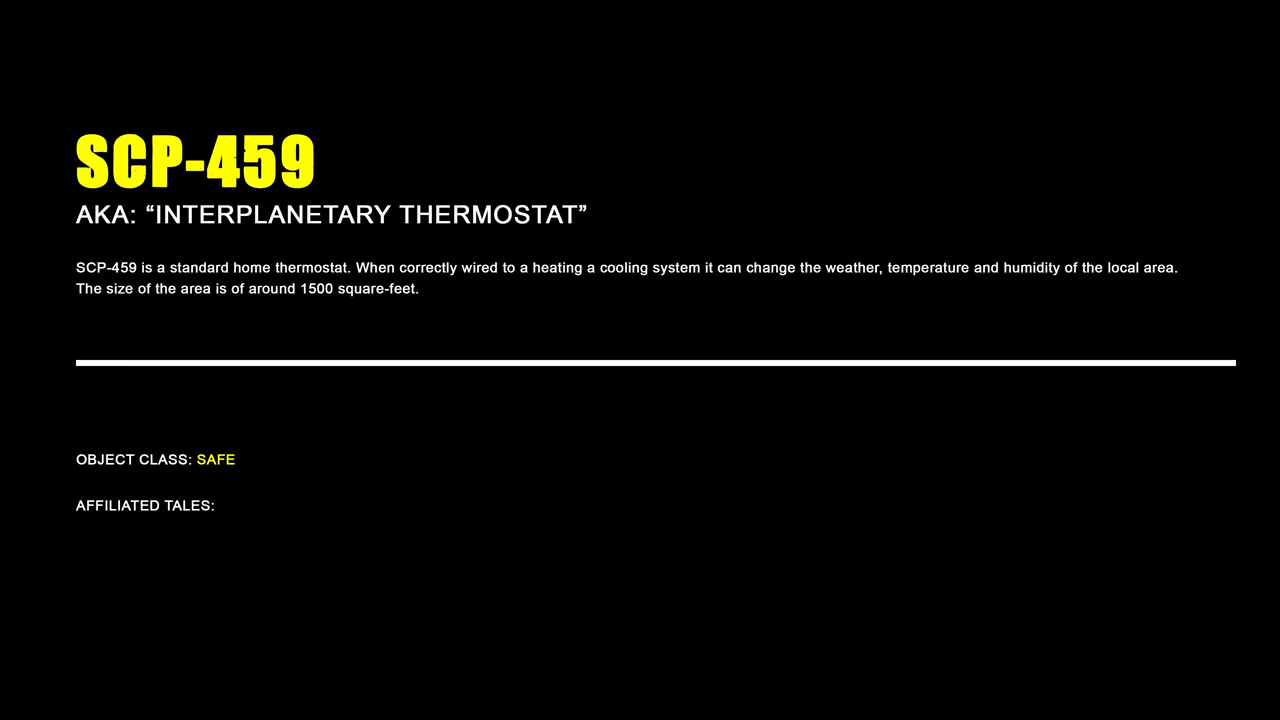 SCP-459
AKA: “INTERPLANETARY THERMOSTAT”
SCP-459 is a standard home thermostat. When correctly wired to a heating a cooling system it can change the weather, temperature and humidity of the local area.
The size of the area is of around 1500 square-feet.
OBJECT CLASS: SAFE
AFFILIATED TALES: